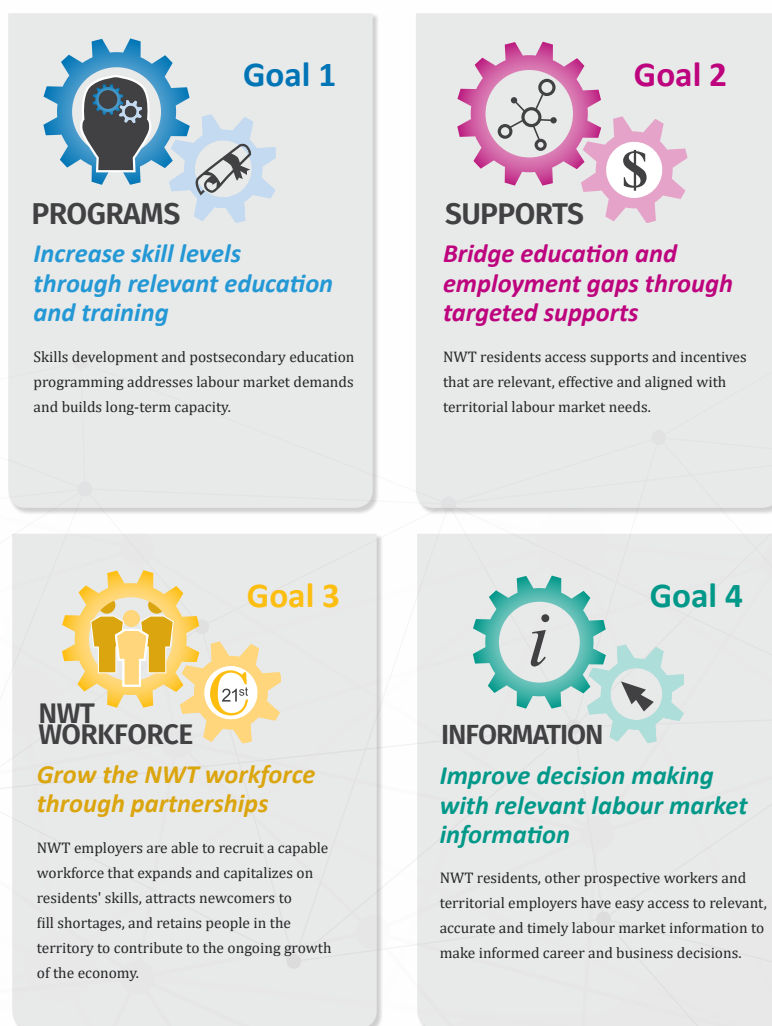 Goal 1
PROGRAMS
Increase skill levels
through relevant education
and training
Skills development and postsecondary education
programming addresses labour market demands
and builds long-term capacity.
Goal 2
$
SUPPORTS
Bridge education and
employment gaps through
targeted supports
NWT residents access supports and incentives
that are relevant, effective and aligned with
territorial labour market needs.
Goal 3
C
21st
NWT
WORKFORCE
Grow the NWT workforce
through partnerships
NWT employers are able to recruit a capable
workforce that expands and capitalizes on
residents' skills, attracts newcomers to
fill shortages, and retains people in the
territory to contribute to the ongoing growth
of the economy.
Goal 4
i
INFORMATION
Improve decision making
with relevant labour market
information
NWT residents, other prospective workers and
territorial employers have easy access to relevant,
accurate and timely labour market information to
make informed career and business decisions.